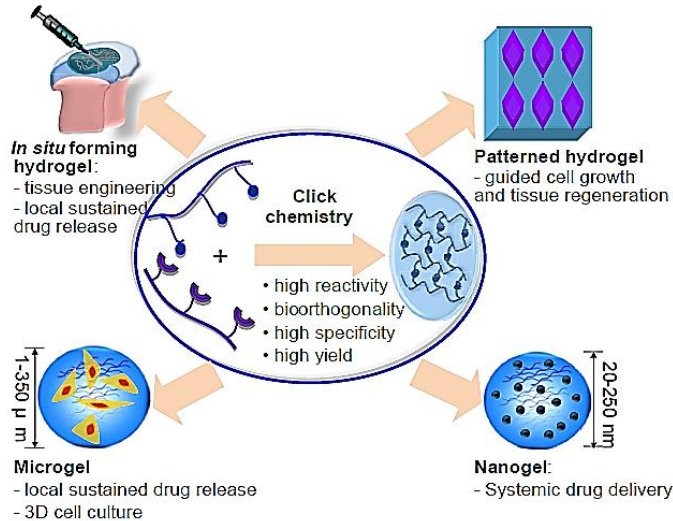 In situ forming
hydrogel:
- tissue engineering
- local sustained
drug release
Patterned hydrogel
- guided cell growth
and tissue regeneration
Click
chemistry
+
• high reactivity
• bioorthogonality
• high specificity
• high yield
1-350 μ m
Microgel
- local sustained drug release
- 3D cell culture
20-250 nm
Nanogel:
- Systemic drug delivery